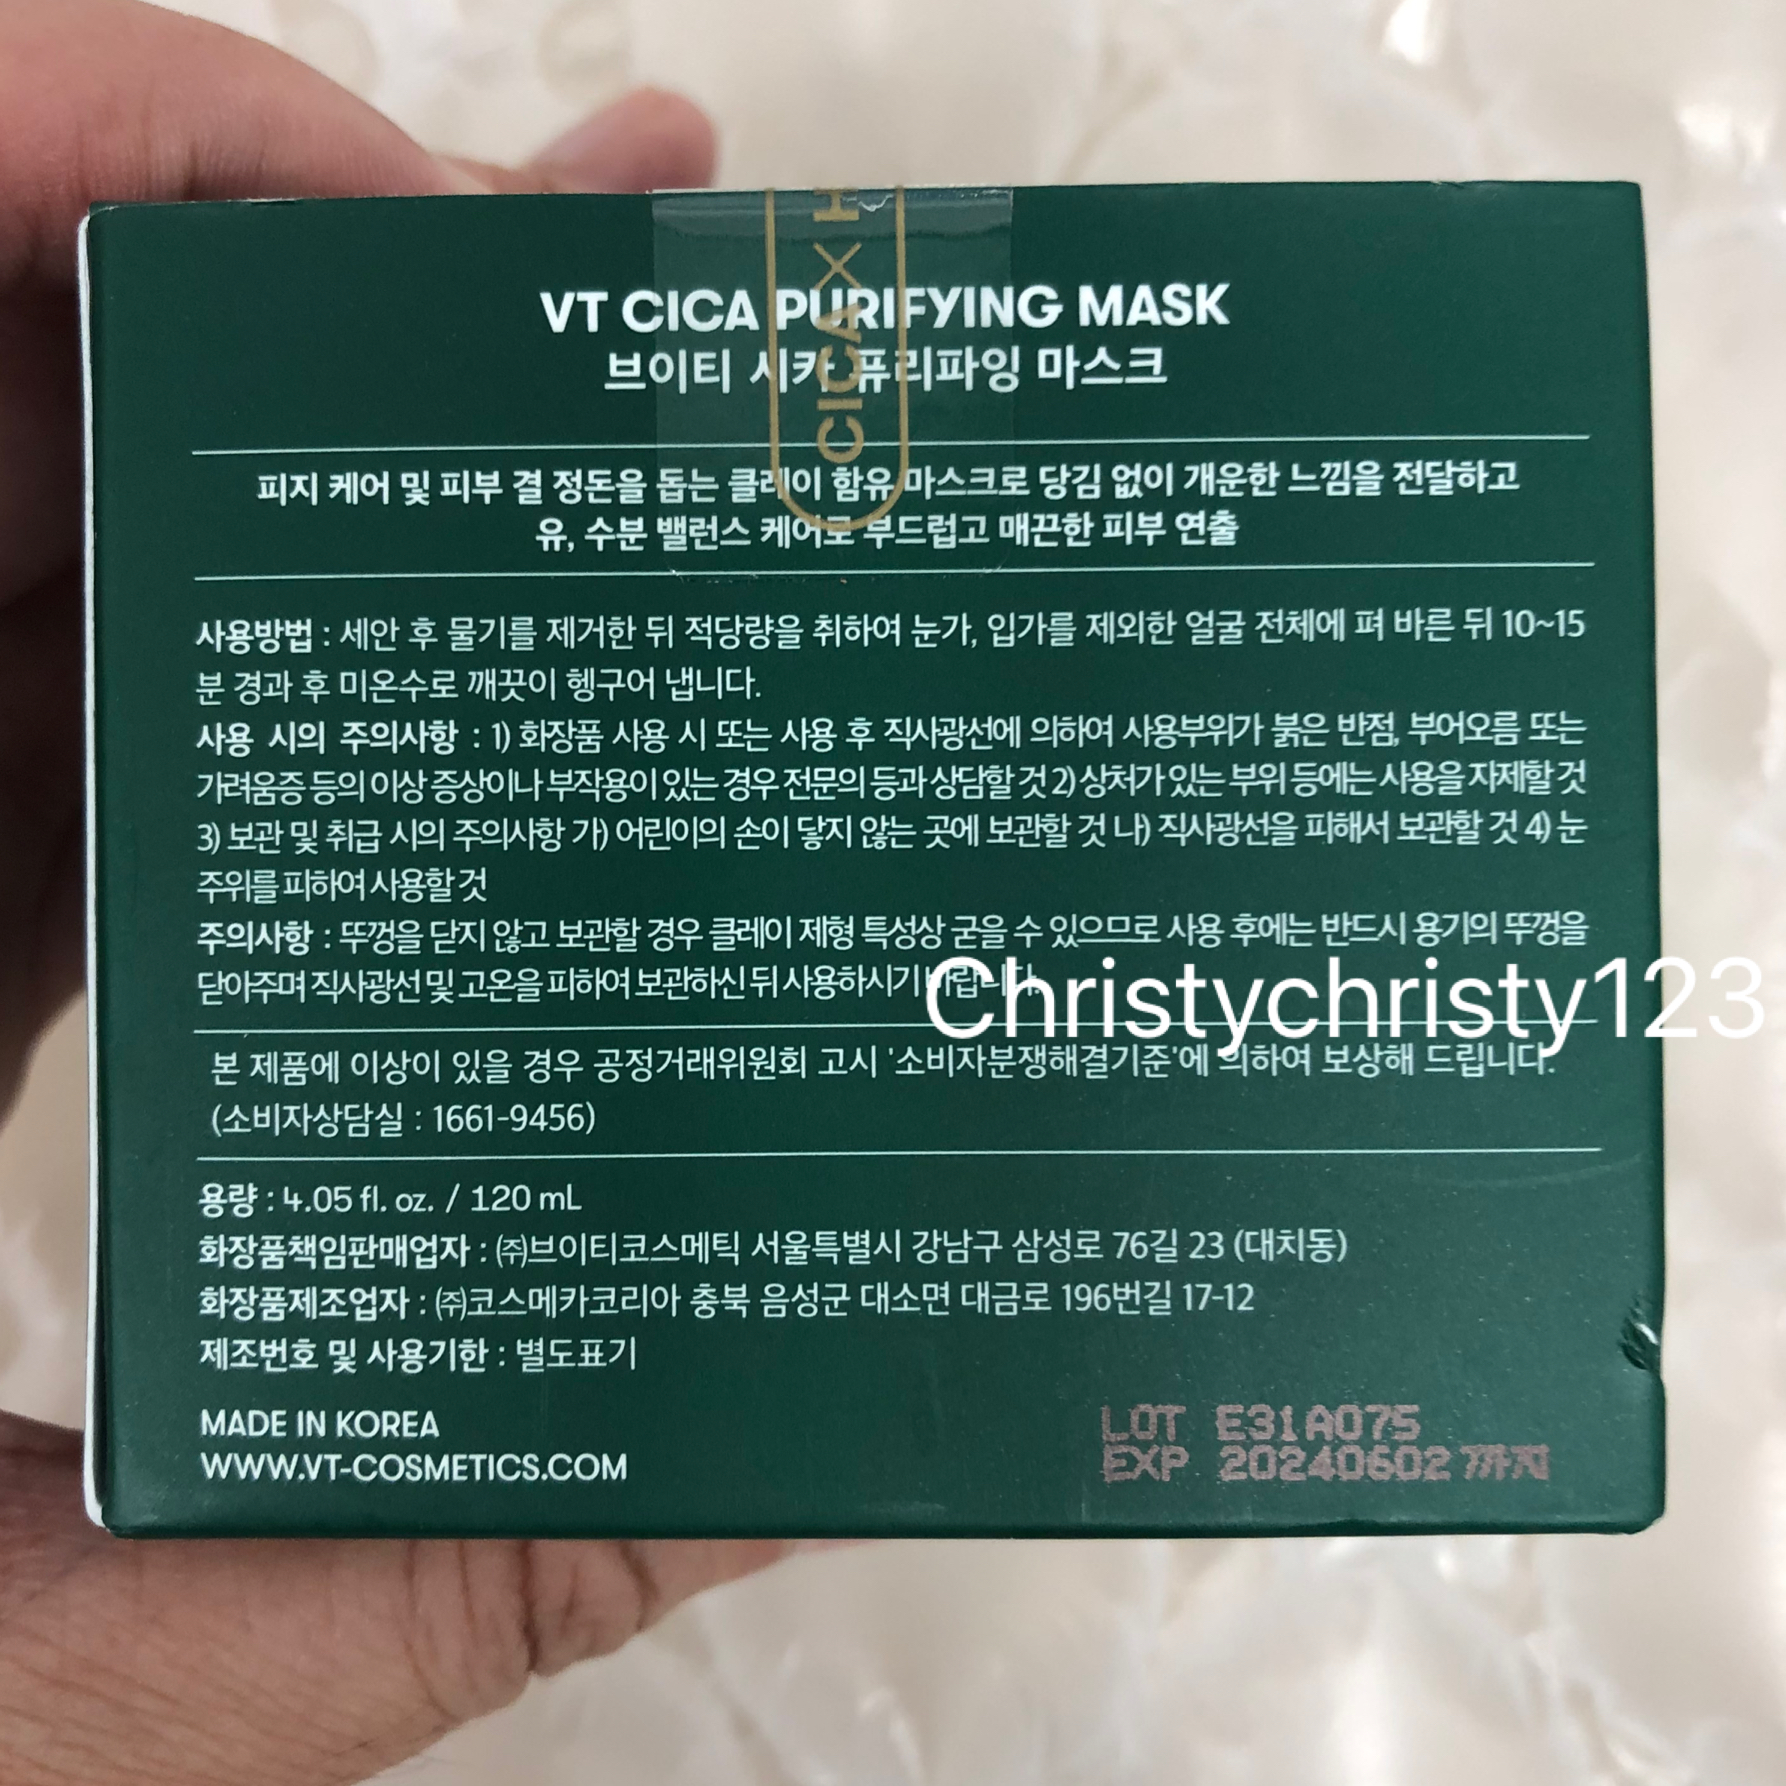 CICA X H
VT CICA PURIFYING MASK
브이티 시카 퓨리파잉 마스크
피지 케어 및 피부 결 정돈을 돕는 클레이 함유 마스크로 당김 없이 개운한 느낌을 전달하고
유, 수분 밸런스 케어로 부드럽고 매끈한 피부 연출
사용방법 : 세안 후 물기를 제거한 뒤 적당량을 취하여 눈가, 입가를 제외한 얼굴 전체에 펴 바른 뒤 10~15
분 경과 후 미온수로 깨끗이 헹구어 냅니다.
사용 시의 주의사항 : 1) 화장품 사용 시 또는 사용 후 직사광선에 의하여 사용부위가 붉은 반점, 부어오름 또는
가려움증 등의 이상 증상이나 부작용이 있는 경우 전문의 등과 상담할 것 2) 상처가 있는 부위 등에는 사용을 자제할 것
3) 보관 및 취급 시의 주의사항 가) 어린이의 손이 닿지 않는 곳에 보관할 것 나) 직사광선을 피해서 보관할 것 4) 눈
주위를 피하여 사용할 것
주의사항 : 뚜껑을 닫지 않고 보관할 경우 클레이 제형 특성상 굳을 수 있으므로 사용 후에는 반드시 용기의 뚜껑을
닫아주며 직사광선 및 고온을 피하여 보관하신 뒤 사용하시기 바랍니다.
Christychristy123
본 제품에 이상이 있을 경우 공정거래위원회 고시 '소비자분쟁해결기준'에 의하여 보상해 드립니다.
(소비자상담실 : 1661-9456)
용량 : 4.05 fl. oz. / 120 mL
화장품책임판매업자 : ㈜브이티코스메틱 서울특별시 강남구 삼성로 76길 23 (대치동)
화장품제조업자 : ㈜코스메카코리아 충북 음성군 대소면 대금로 196번길 17-12
제조번호 및 사용기한 : 별도표기
MADE IN KOREA
WWW.VT-COSMETICS.COM
LOT E31A075
EXP 20240602 까지